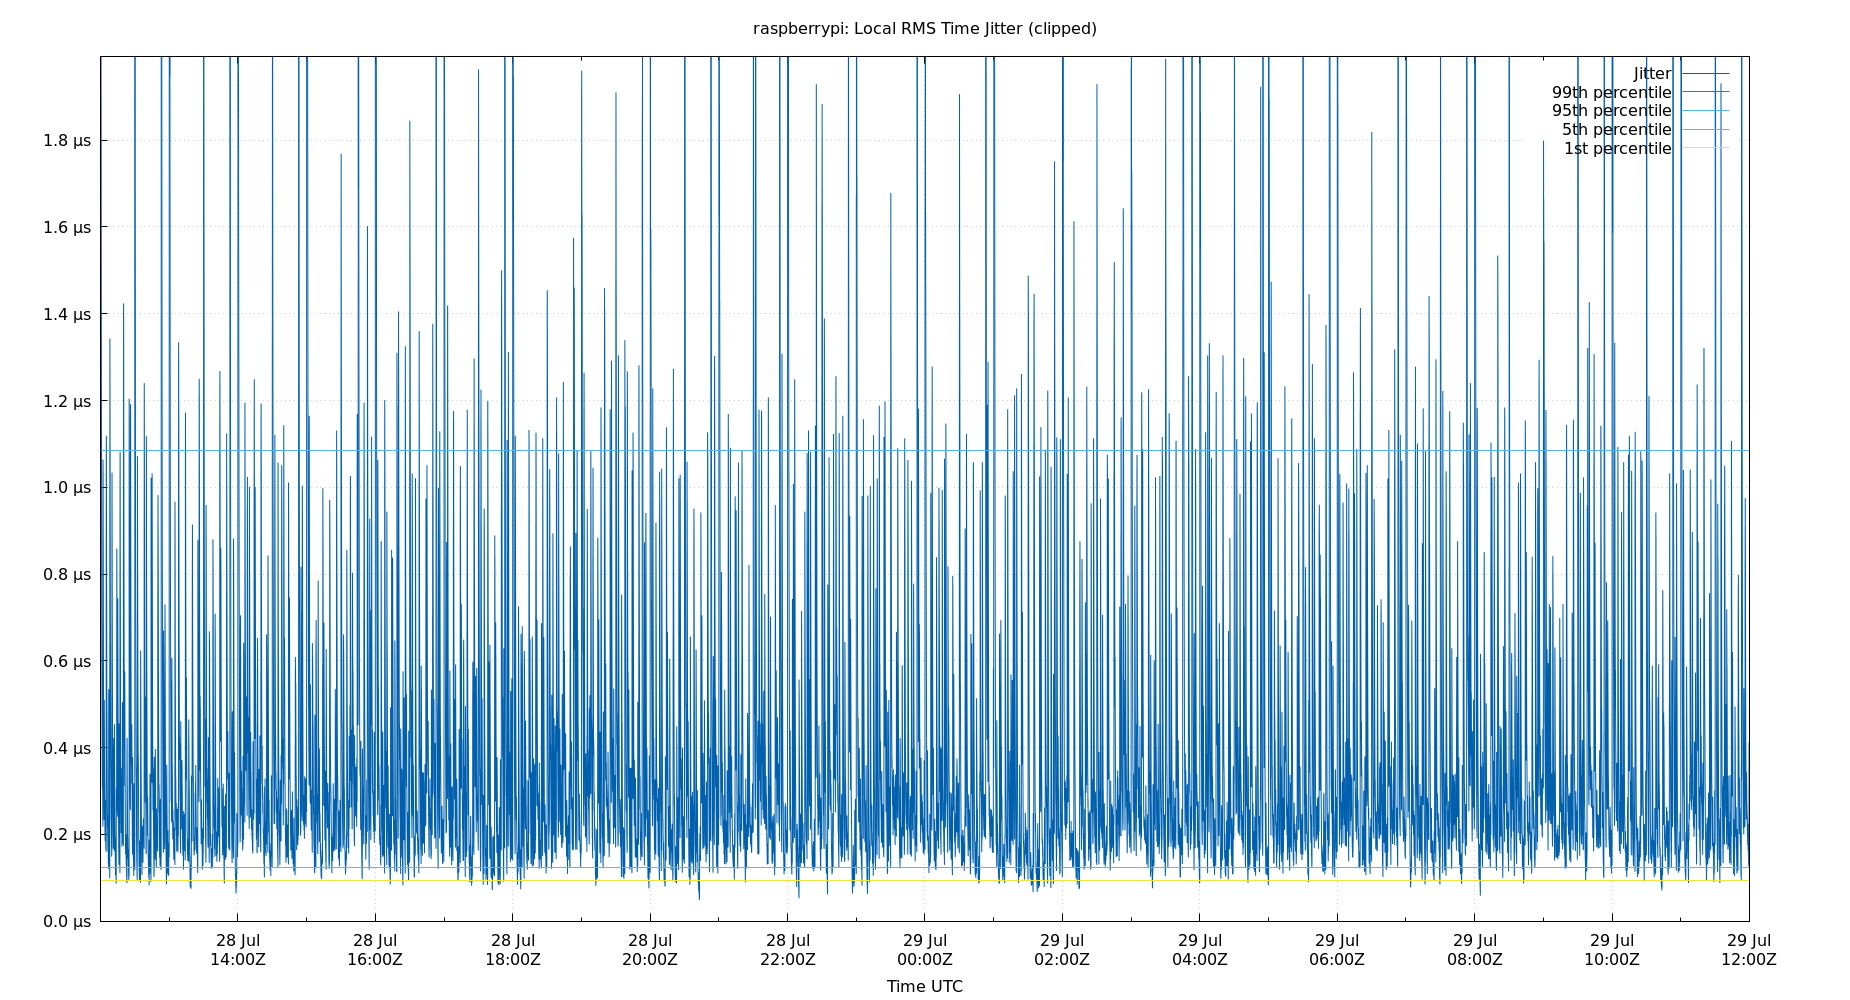 raspberrypi: Local RMS Time Jitter (clipped)
Jitter
99th percentile
95th percentile
5th percentile
1st percentile
1.8 µs
1.6 µs
1.4 µs
1.2 µs
1.0 µs
0.8 µs
0.6 µs
0.4 µs
0.2 µs
0.0 µs
28 Jul 28 Jul 28 Jul 28 Jul 28 Jul 29 Jul 29 Jul 29 Jul 29 Jul 29 Jul 29 Jul 29 Jul
14:00Z 16:00Z 18:00Z 20:00Z 22:00Z 00:00Z 02:00Z 04:00Z 06:00Z 08:00Z 10:00Z 12:00Z
Time UTC